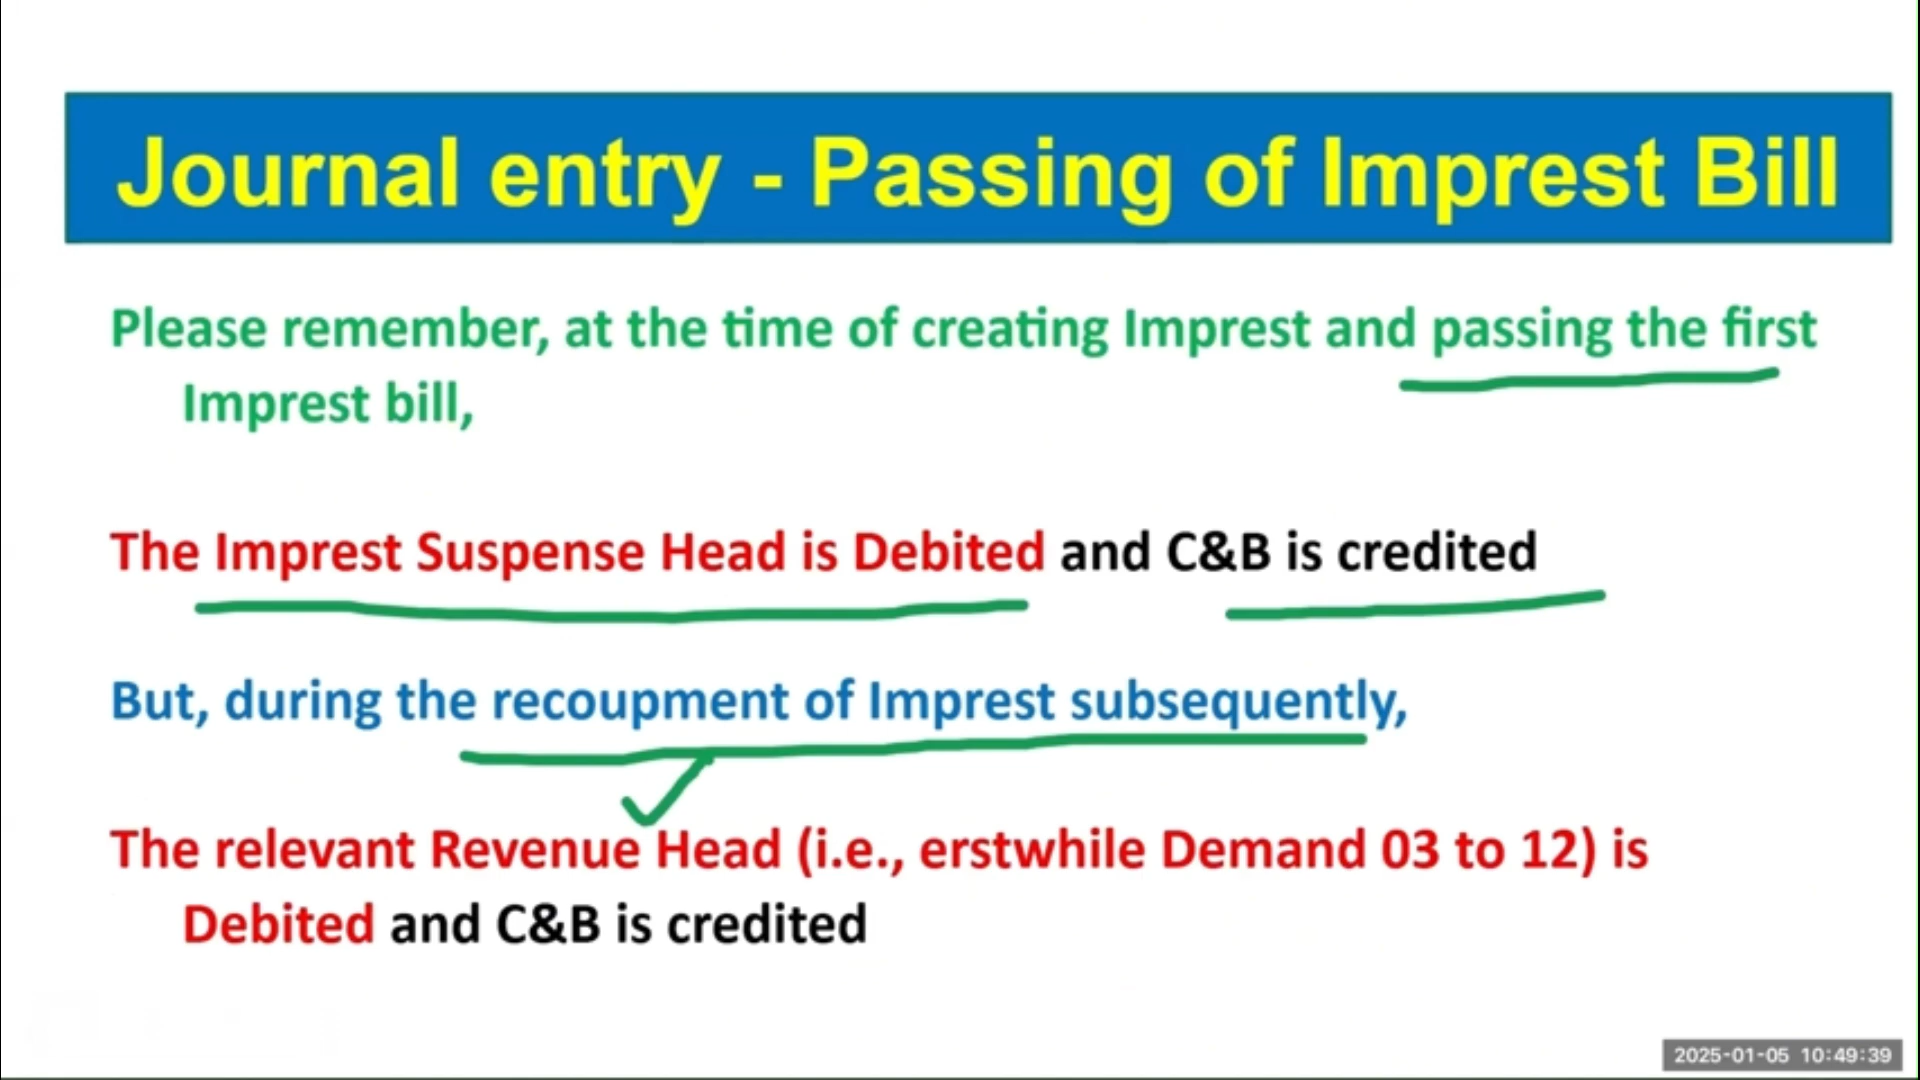 Journal entry - Passing of Imprest Bill
Please remember, at the time of creating Imprest and passing the first
Imprest bill,
The Imprest Suspense Head is Debited and C&B is credited
But, during the recoupment of Imprest subsequently,
The relevant Revenue Head (i.e., erstwhile Demand 03 to 12) is
Debited and C&B is credited
2025-01-05 10:49:39